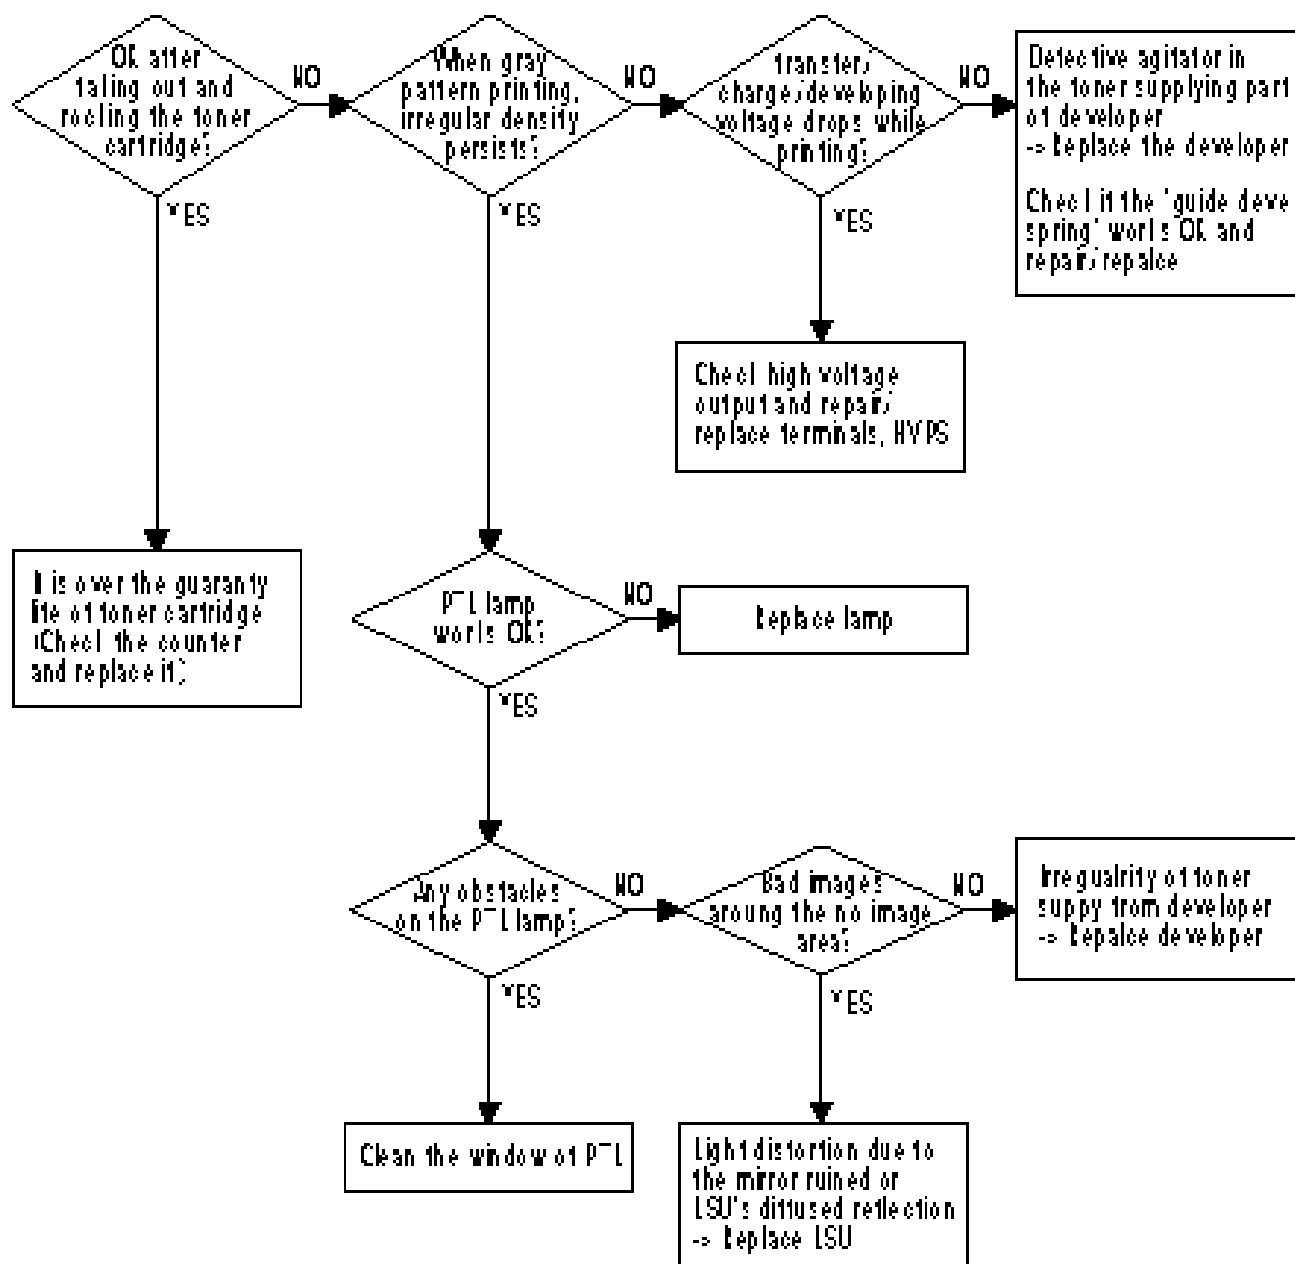 OK after
taking out and
rocking the toner
cartridge?
NO
YES
When gray
pattern printing,
irregular density
persists?
NO
YES
transfer/
charge/developing
voltage drops while
printing?
NO
YES
Defective agitator in
the toner supplying part
of developer
-> Replace the developer
Check if the 'guide deve
spring' works OK and
repair/repalce
Check high voltage
output and repair/
replace terminals, HVPS
It is over the guaranty
life of toner cartridge
(Check the counter
and replace it)
PTL lamp
works OK?
NO
YES
Replace lamp
Any obstacles
on the PTL lamp?
NO
YES
Bad images
aroung the no image
area?
NO
YES
Irregualrity of toner
suppy from developer
-> Repalce developer
Clean the window of PTL
Light distortion due to
the mirror ruined or
LSU's diffused reflection
-> Replace LSU